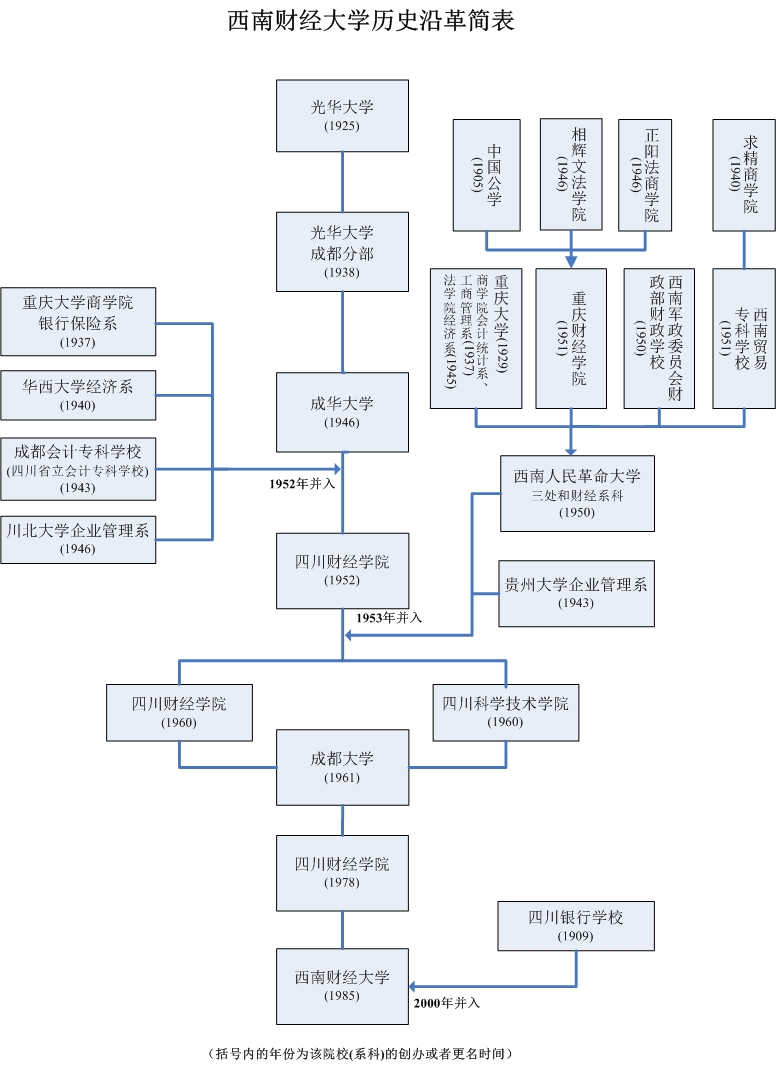 西南财经大学历史沿革简表
光华大学
(1925)
中国公学
(1905)
相辉文法学院
(1946)
正阳法商学院
(1946)
求精商学院
(1940)
光华大学
成都分部
(1938)
重庆大学(1929)
商学院会计统计系、
工商管理系(1937)
法学院经济系(1945)
重庆财经学院
(1951)
西南军政委员会财
政部财政学校
(1950)
西南贸易
专科学校
(1951)
重庆大学商学院
银行保险系
(1937)
华西大学经济系
(1940)
成都会计专科学校
(四川省立会计专科学校)
(1943)
川北大学企业管理系
(1946)
成华大学
(1946)
1952年并入
西南人民革命大学
三处和财经系科
(1950)
四川财经学院
(1952)
贵州大学企业管理系
(1943)
1953年并入
四川财经学院
(1960)
四川科学技术学院
(1960)
成都大学
(1961)
四川财经学院
(1978)
四川银行学校
(1909)
西南财经大学
(1985)
2000年并入
（括号内的年份为该院校(系科)的创办或者更名时间）